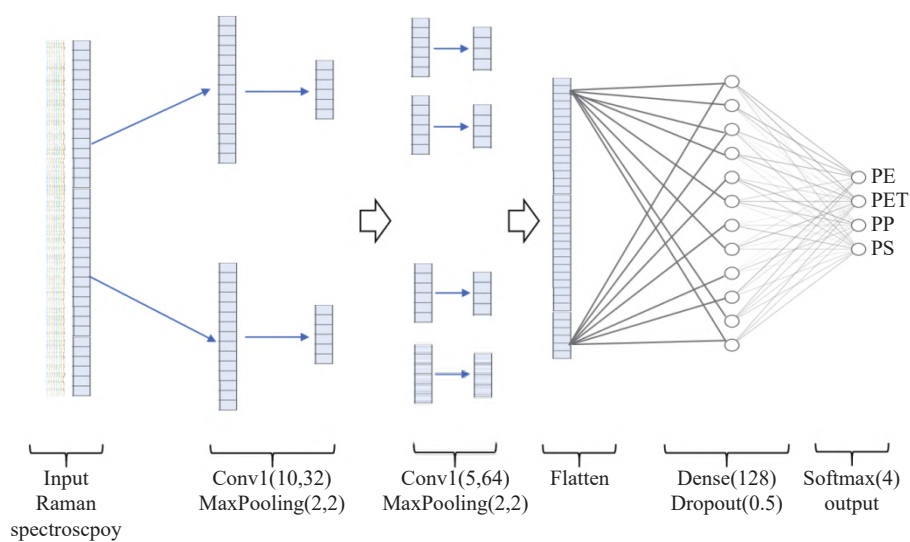 PE
PET
PP
PS
Input
Raman
spectroscpoy
Conv1(10,32)
MaxPooling(2,2)
Conv1(5,64)
MaxPooling(2,2)
Flatten
Dense(128)
Dropout(0.5)
Softmax(4)
output